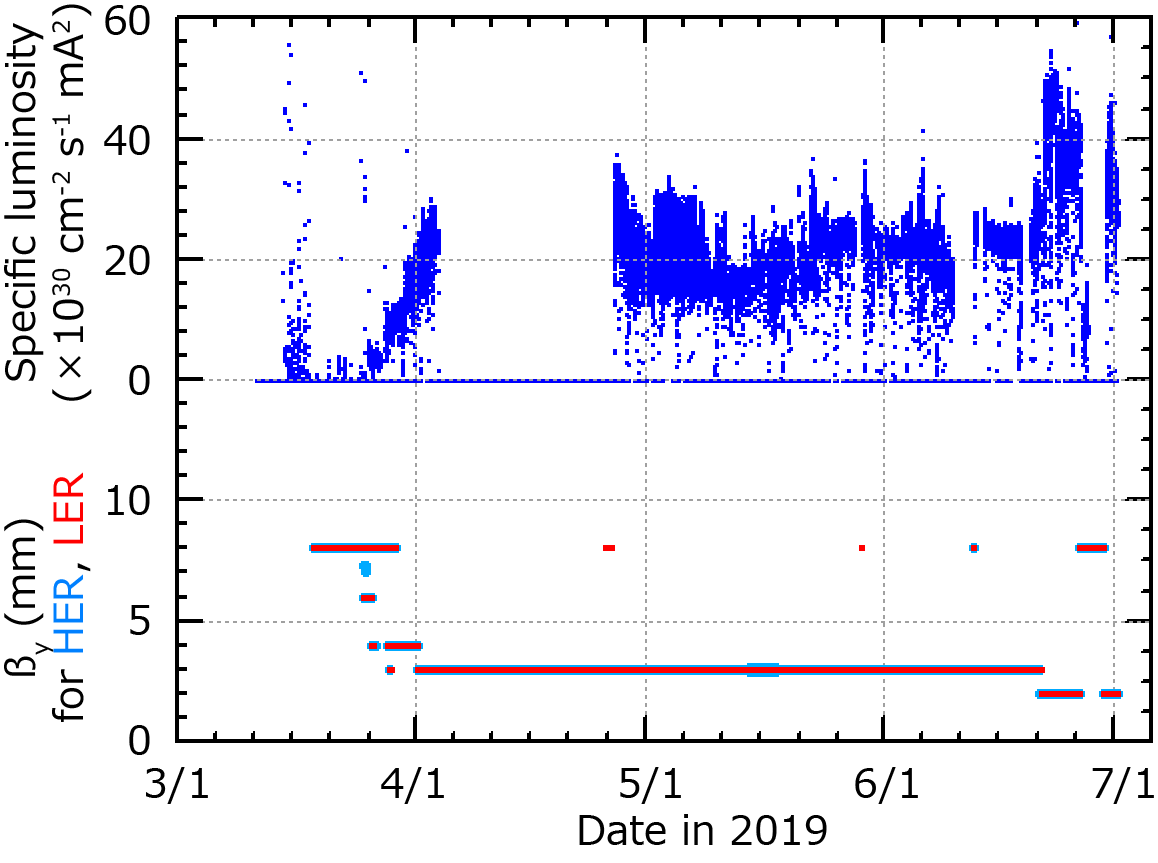 Specific luminosity
(×10³⁰ cm⁻² s⁻¹ mA²)
60
40
20
0
βy (mm)
for HER, LER
10
5
0
3/1 4/1 5/1 6/1 7/1
Date in 2019